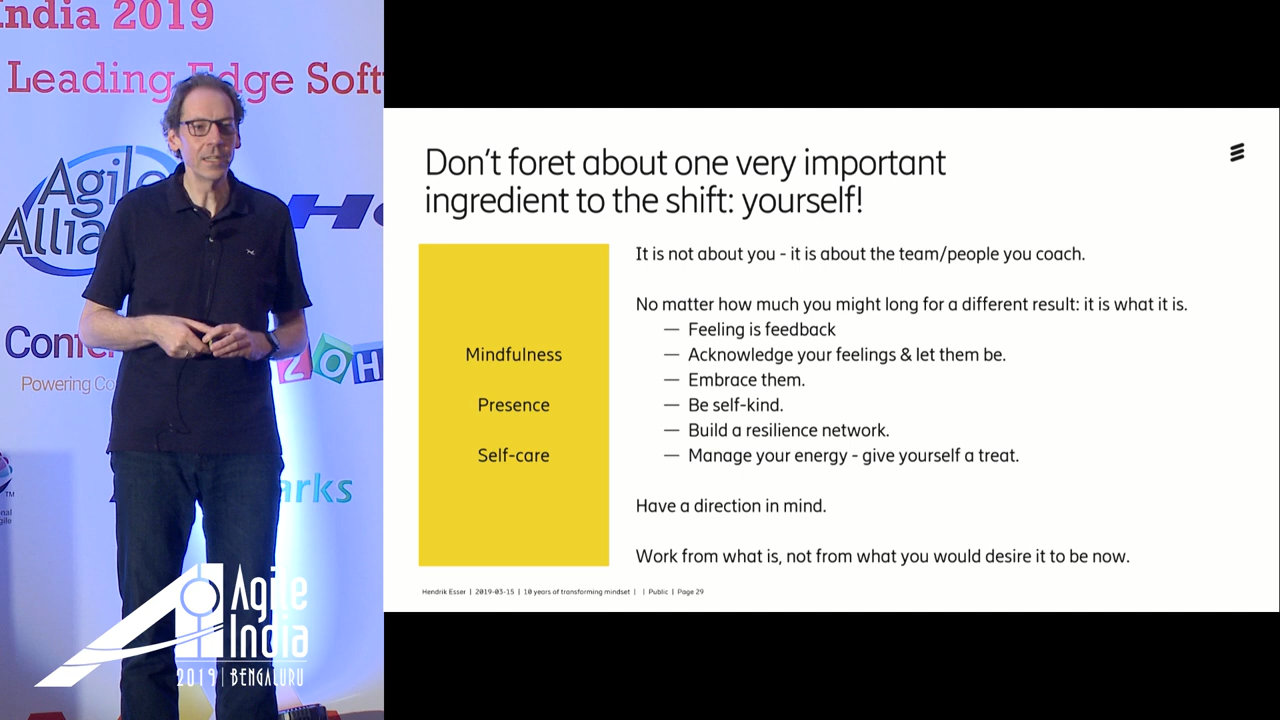 India 2019
Leading Edge Soft
Agile
Allia
Confe
Powering Co
ZOH
arks
Agile
India
2019 | BENGALURU
Don't foret about one very important
ingredient to the shift: yourself!
Mindfulness
Presence
Self-care
It is not about you - it is about the team/people you coach.
No matter how much you might long for a different result: it is what it is.
— Feeling is feedback
— Acknowledge your feelings & let them be.
— Embrace them.
— Be self-kind.
— Build a resilience network.
— Manage your energy - give yourself a treat.
Have a direction in mind.
Work from what is, not from what you would desire it to be now.
Hendrik Esser | 2019-03-15 | 10 years of transforming mindset | | Public | Page 29